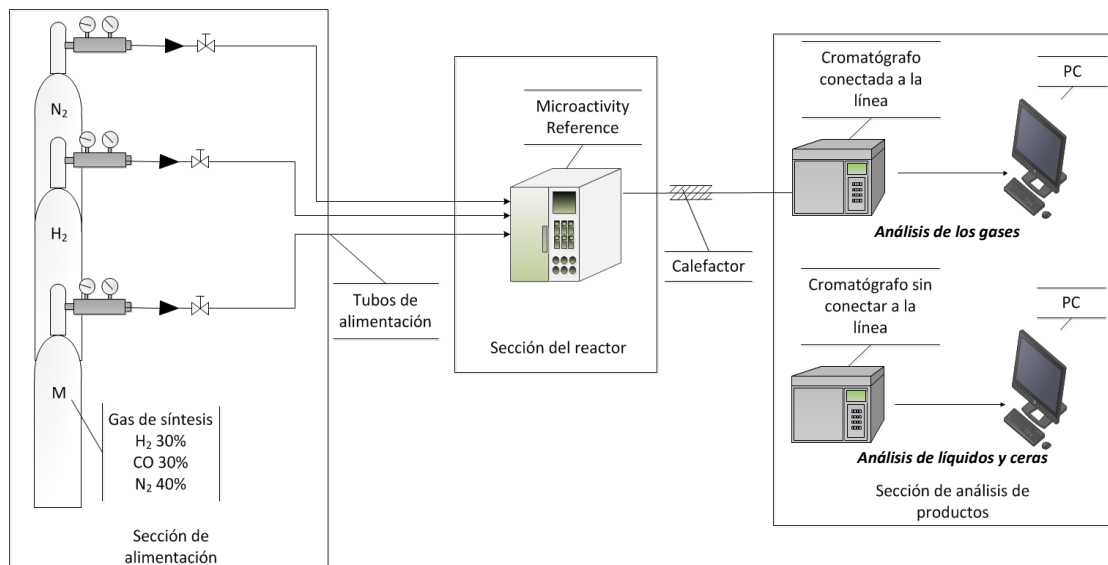 N₂
H₂
M
Gas de síntesis
H₂ 30%
CO 30%
N₂ 40%
Sección de
alimentación
Tubos de
alimentación
Microactivity
Reference
Sección del reactor
Calefactor
Cromatógrafo
conectada a la
línea
PC
Análisis de los gases
Cromatógrafo sin
conectar a la
línea
PC
Análisis de líquidos y ceras
Sección de análisis de
productos